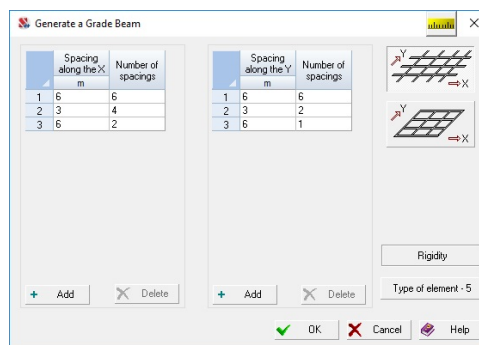 Generate a Grade Beam
Spacing along the X Number of spacings
m
1 6 6
2 3 4
3 6 2
Spacing along the Y Number of spacings
m
1 6 6
2 3 2
3 6 1
Y
X
Y
X
Rigidity
Type of element - 5
Add Delete
Add Delete
OK Cancel Help